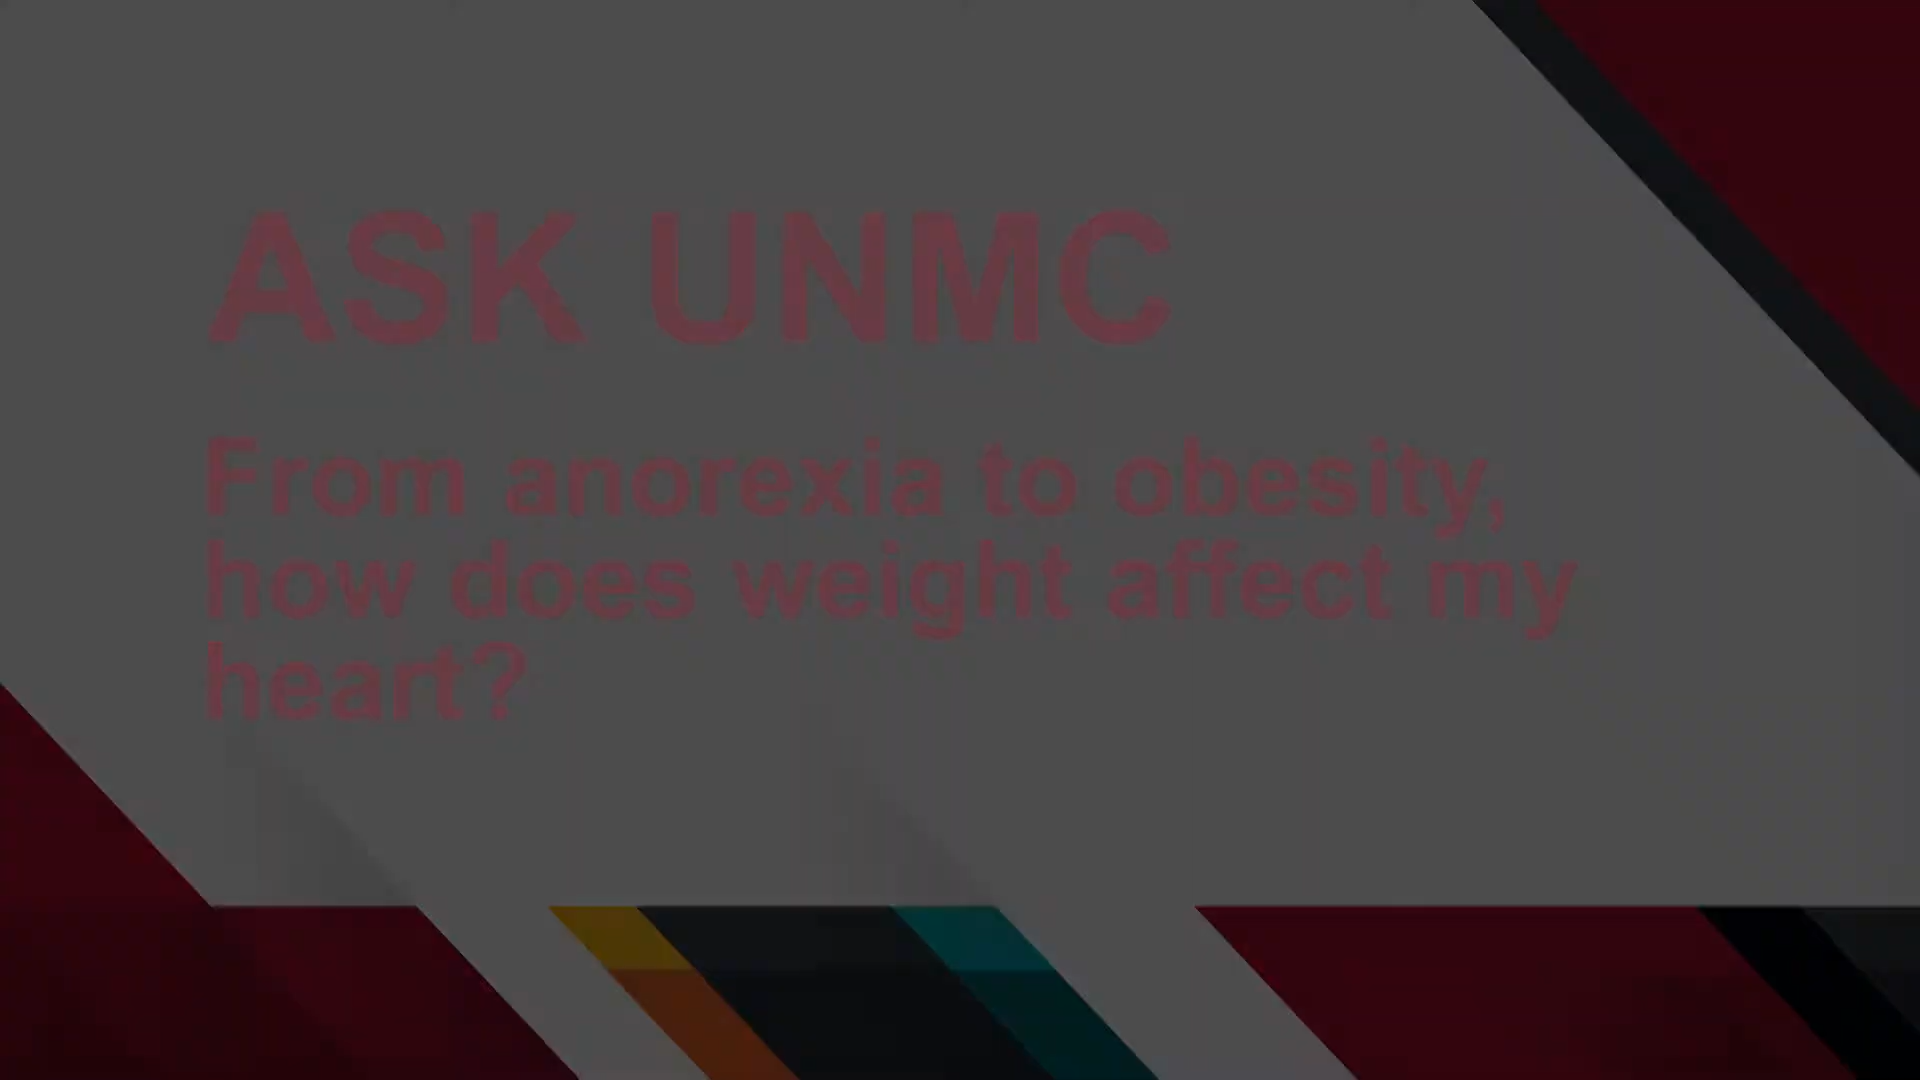 ASK UNMC
From anorexia to obesity,
how does weight affect my
heart?